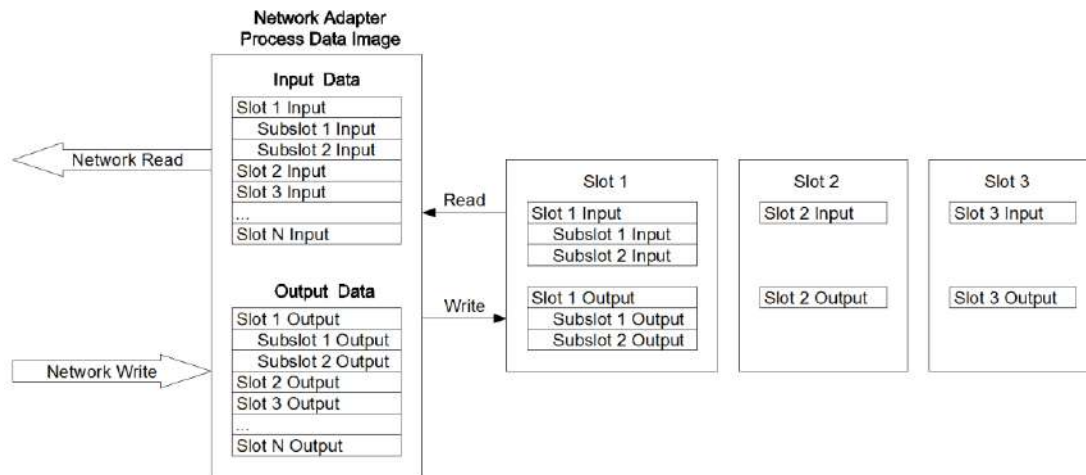 Network Adapter
Process Data Image
Input Data
Slot 1 Input
Subslot 1 Input
Subslot 2 Input
Slot 2 Input
Slot 3 Input
...
Slot N Input
Network Read
Output Data
Slot 1 Output
Subslot 1 Output
Subslot 2 Output
Slot 2 Output
Slot 3 Output
...
Slot N Output
Network Write
Read
Write
Slot 1
Slot 1 Input
Subslot 1 Input
Subslot 2 Input
Slot 1 Output
Subslot 1 Output
Subslot 2 Output
Slot 2
Slot 2 Input
Slot 2 Output
Slot 3
Slot 3 Input
Slot 3 Output